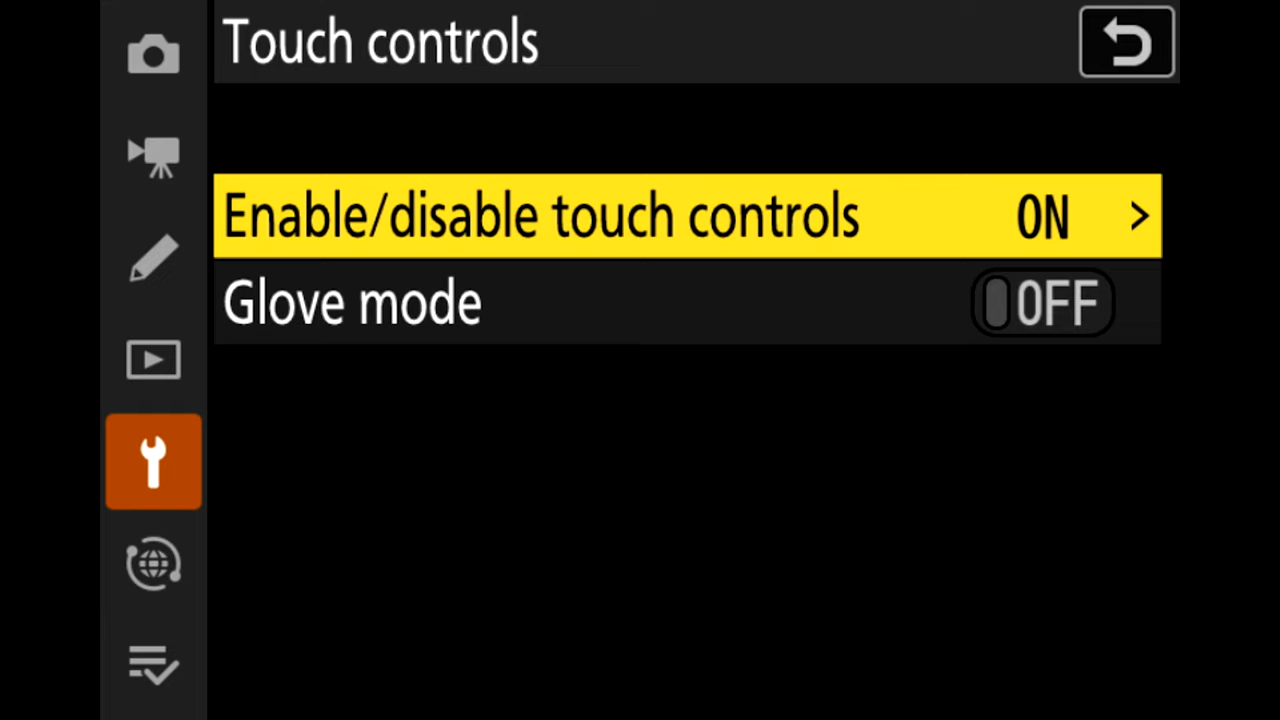 Touch controls
Enable/disable touch controls ON >
Glove mode OFF